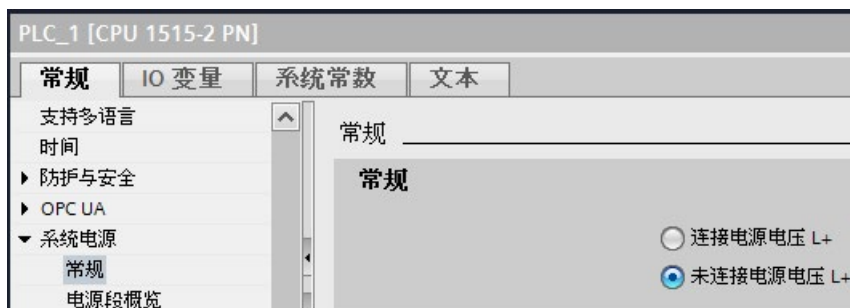 PLC_1 [CPU 1515-2 PN]
常规 IO 变量 系统常数 文本
支持多语言
时间
防护与安全
OPC UA
系统电源
常规
电源段概览
常规
常规
连接电源电压 L+
未连接电源电压 L+